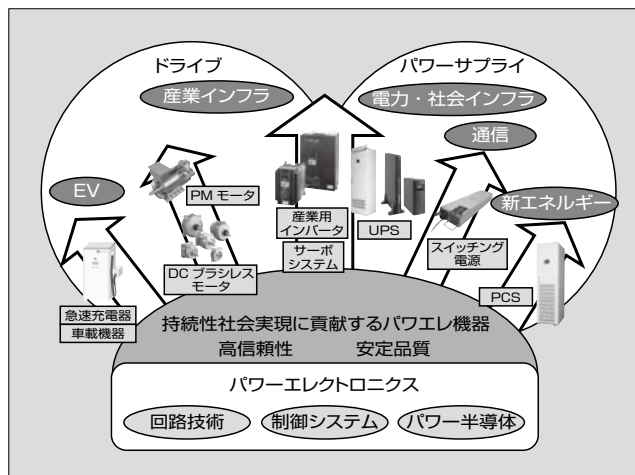 ドライブ
パワーサプライ
産業インフラ
電力・社会インフラ
通信
EV
PM モータ
新エネルギー
産業用
インバータ
サーボ
システム
UPS
スイッチング
電源
DC ブラシレス
モータ
PCS
急速充電器
車載機器
持続性社会実現に貢献するパワエレ機器
高信頼性 安定品質
パワーエレクトロニクス
回路技術 制御システム パワー半導体